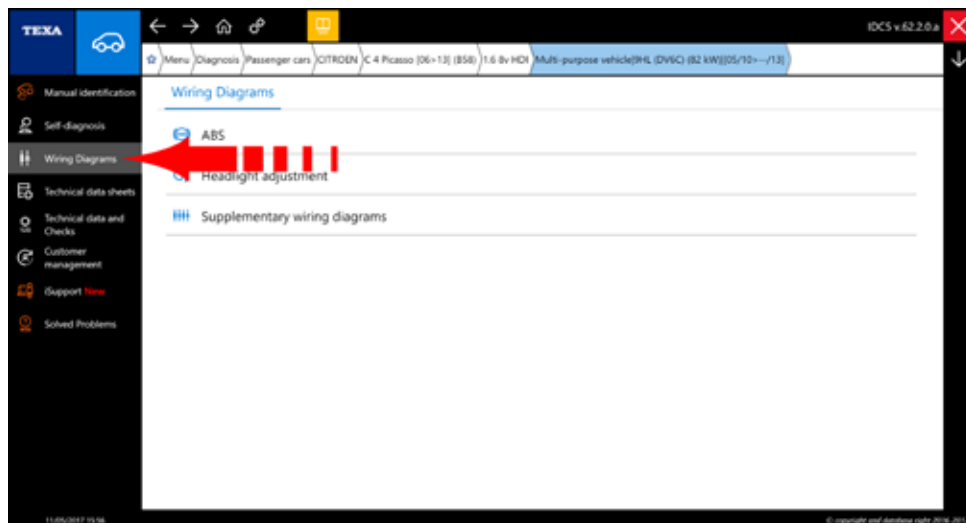 TEXA
IDC5 v.62.2.0.a
Menu Diagnosis Passenger cars CITROEN C 4 Picasso [06>13] (B58) 1.6 8v HDI Multi-purpose vehicle|9HL (DV6C) (82 kW)|[05/10>--/13]
Manual identification
Self-diagnosis
Wiring Diagrams
Technical data sheets
Technical data and
Checks
Customer
management
iSupport New
Solved Problems
Wiring Diagrams
ABS
Headlight adjustment
Supplementary wiring diagrams
11/05/2017 15:56
© copyright and database right 2016-201